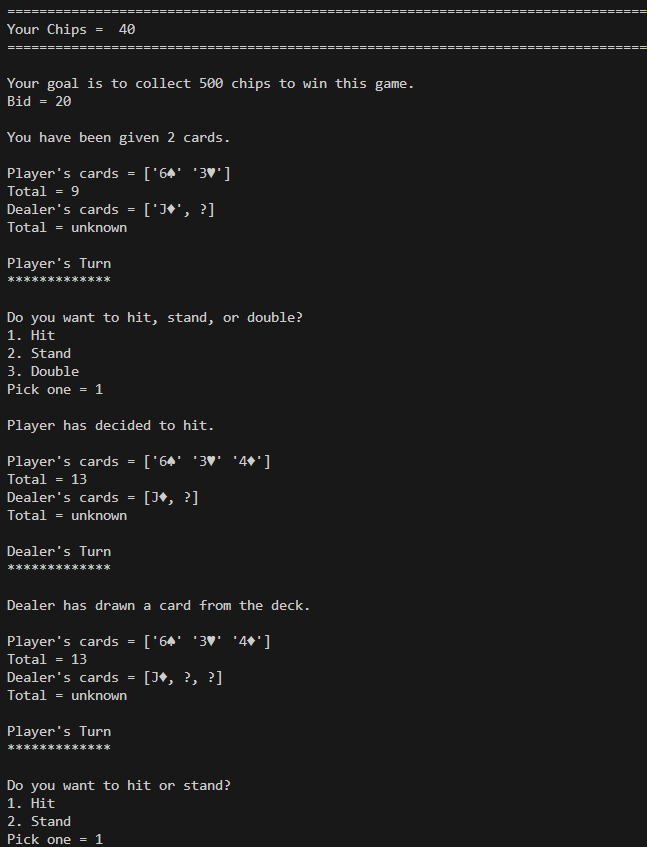 ================================================================================
Your Chips =  40
================================================================================
Your goal is to collect 500 chips to win this game.
Bid = 20
You have been given 2 cards.
Player's cards = ['6♠' '3♥']
Total = 9
Dealer's cards = ['J♦', ?]
Total = unknown
Player's Turn
*************
Do you want to hit, stand, or double?
1. Hit
2. Stand
3. Double
Pick one = 1
Player has decided to hit.
Player's cards = ['6♠' '3♥' '4♦']
Total = 13
Dealer's cards = [J♦, ?]
Total = unknown
Dealer's Turn
*************
Dealer has drawn a card from the deck.
Player's cards = ['6♠' '3♥' '4♦']
Total = 13
Dealer's cards = [J♦, ?, ?]
Total = unknown
Player's Turn
*************
Do you want to hit or stand?
1. Hit
2. Stand
Pick one = 1